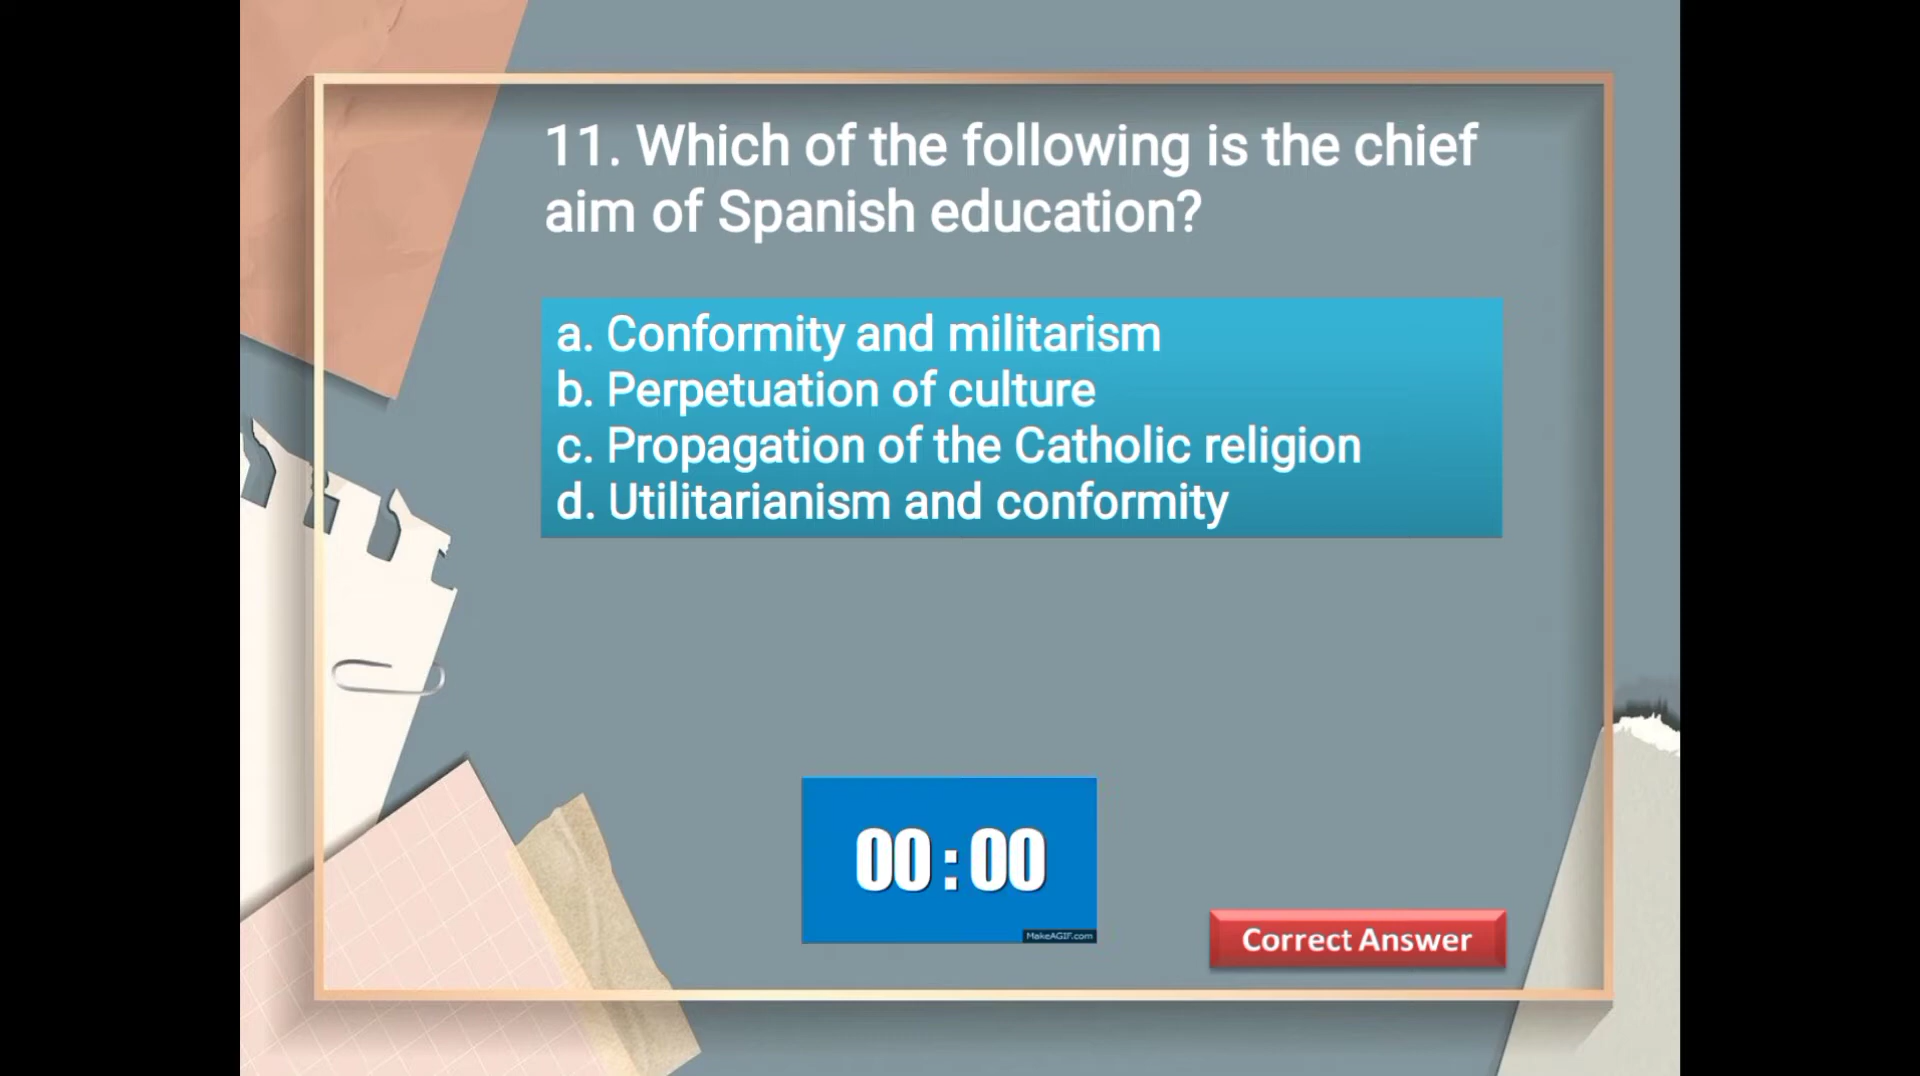 11. Which of the following is the chief
aim of Spanish education?
a. Conformity and militarism
b. Perpetuation of culture
c. Propagation of the Catholic religion
d. Utilitarianism and conformity
00:00
MakeAGIF.com
Correct Answer